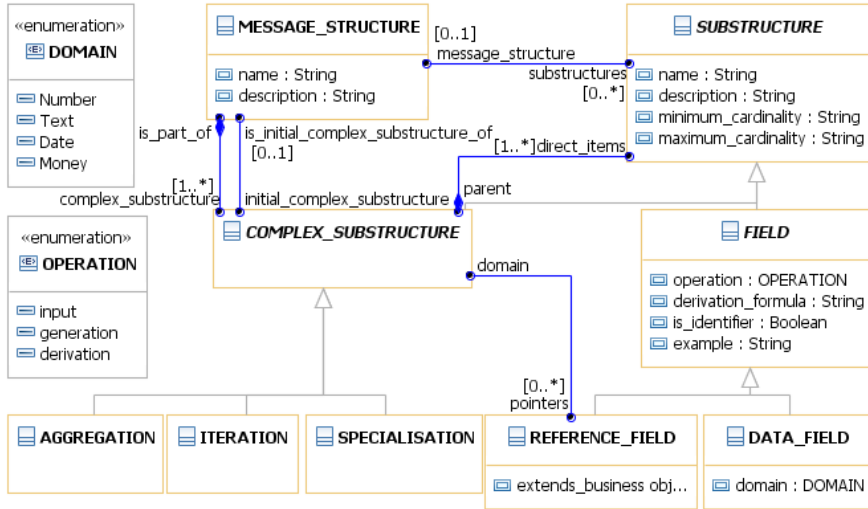 «enumeration»
DOMAIN
Number
Text
Date
Money
MESSAGE_STRUCTURE
name : String
description : String
[0..1]
message_structure
substructures
[0..*]
SUBSTRUCTURE
name : String
description : String
minimum_cardinality : String
maximum_cardinality : String
is_part_of
is_initial_complex_substructure_of
[0..1]
[1..*]direct_items
[1..*]
complex_substructure
initial_complex_substructure
parent
«enumeration»
OPERATION
input
generation
derivation
COMPLEX_SUBSTRUCTURE
domain
FIELD
operation : OPERATION
derivation_formula : String
is_identifier : Boolean
example : String
[0..*]
pointers
AGGREGATION
ITERATION
SPECIALISATION
REFERENCE_FIELD
extends_business obj...
DATA_FIELD
domain : DOMAIN